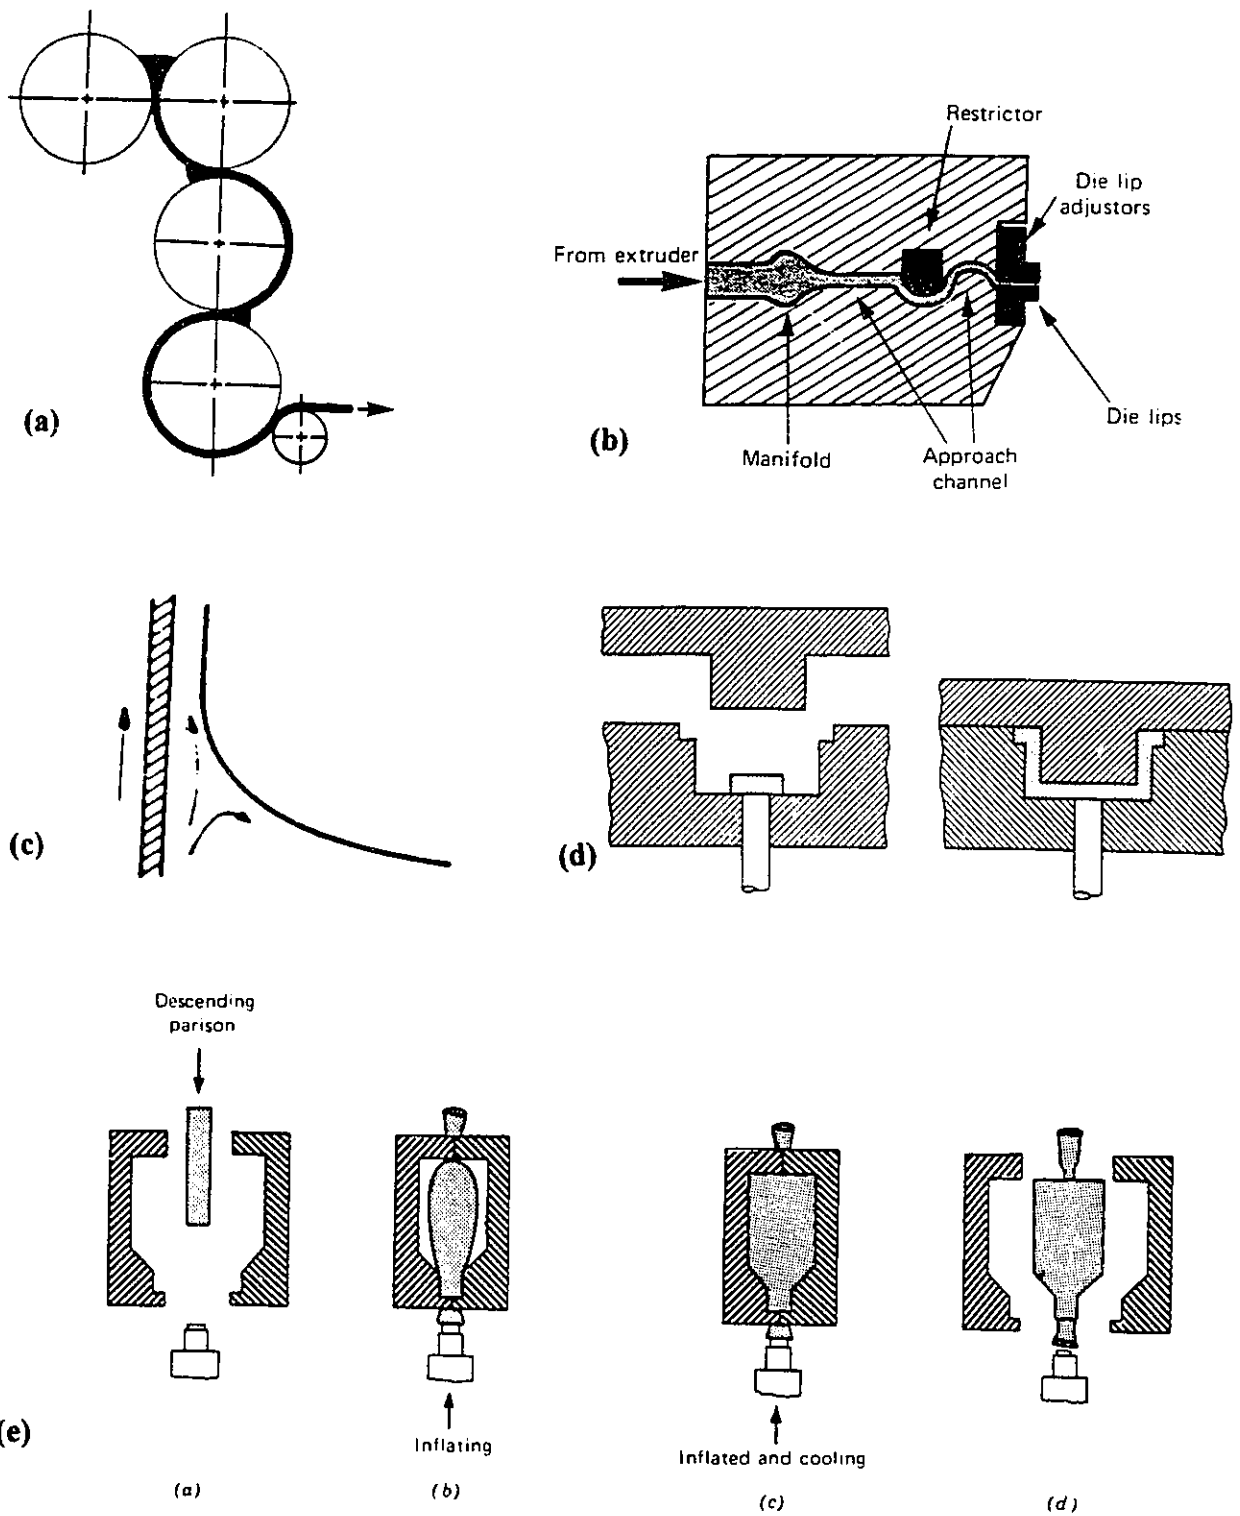 (a)
Restrictor
Die lip
adjustors
From extruder
Die lips
(b)
Manifold
Approach
channel
(c)
(d)
Descending
parison
(e)
Inflating
Inflated and cooling
(a)
(b)
(c)
(d)